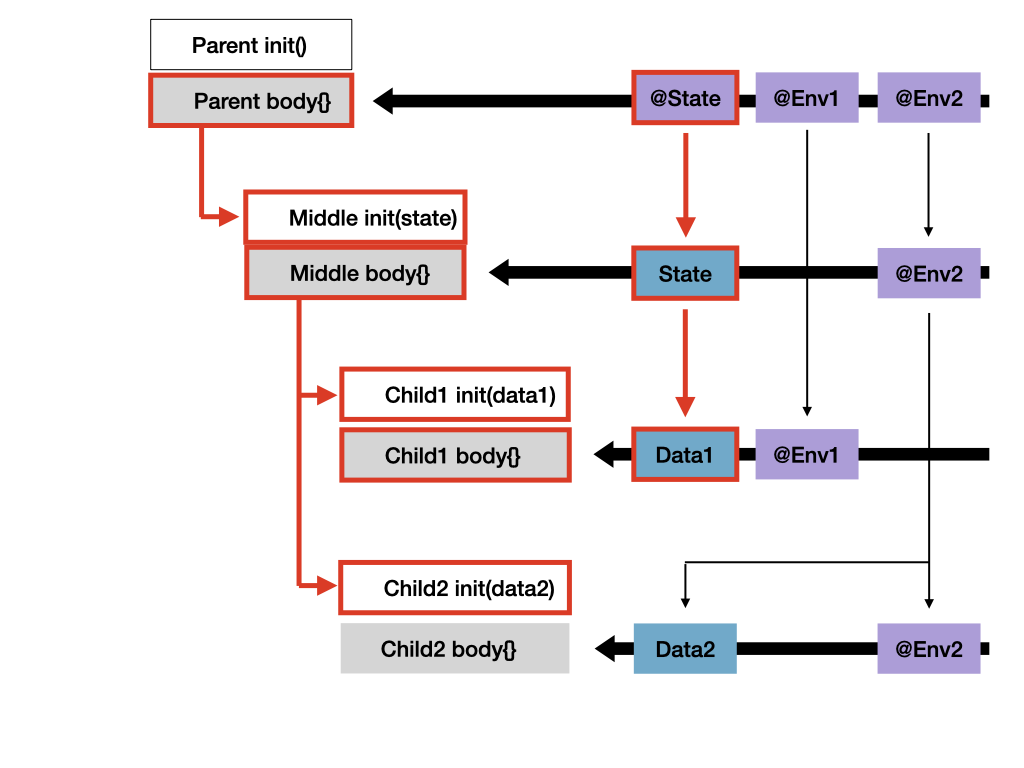 Parent init()
Parent body{}
@State
@Env1
@Env2
Middle init(state)
Middle body{}
State
@Env2
Child1 init(data1)
Child1 body{}
Data1
@Env1
Child2 init(data2)
Child2 body{}
Data2
@Env2